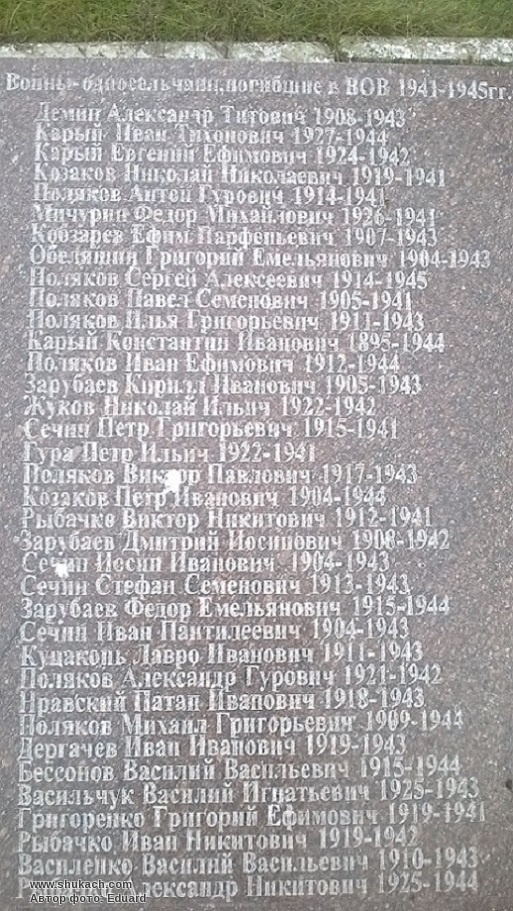 Воины-односельчане, погибшие в ВОВ 1941-1945гг.
Демин Александр Титович 1908-1943
Карый Иван Тихонович 1927-1944
Карый Евгений Ефимович 1924-1942
Козаков Николай Николаевич 1919-1941
Поляков Антон Гурович 1914-1941
Мичурин Федор Михайлович 1926-1941
Кобзарев Ефим Парфеньевич 1907-1943
Обеляшин Григорий Емельянович 1904-1943
Поляков Сергей Алексеевич 1914-1945
Поляков Павел Семенович 1905-1941
Поляков Илья Григорьевич 1911-1943
Карый Константин Иванович 1895-1944
Поляков Иван Ефимович 1912-1944
Зарубаев Кирилл Иванович 1905-1943
Жуков Николай Ильич 1922-1942
Сечин Петр Григорьевич 1915-1941
Гура Петр Ильич 1922-1941
Поляков Виктор Павлович 1917-1943
Козаков Петр Иванович 1904-1944
Рыбачко Виктор Никитович 1912-1941
Зарубаев Дмитрий Иосипович 1908-1942
Сечин Иосип Иванович 1904-1943
Сечин Стефан Семенович 1913-1943
Зарубаев Федор Емельянович 1915-1944
Сечин Иван Пантилеевич 1904-1943
Куцаконь Лавро Иванович 1911-1943
Поляков Александр Гурович 1921-1942
Нравский Иванович 1918-1943
Поляков Михаил Григорьевич 1909-1944
Дергачев Иван Иванович 1919-1943
Бессонов Василий Васильевич 1915-1944
Васильчук Василий Игнатьевич 1925-1943
Григоренко Григорий Ефимович 1919-1941
Рыбачко Иван Никитович 1919-1942
Василенко Василий Васильевич 1910-1943
Александр Никитович 1925-1944
www.shukach.com
Автор фото: Eduard